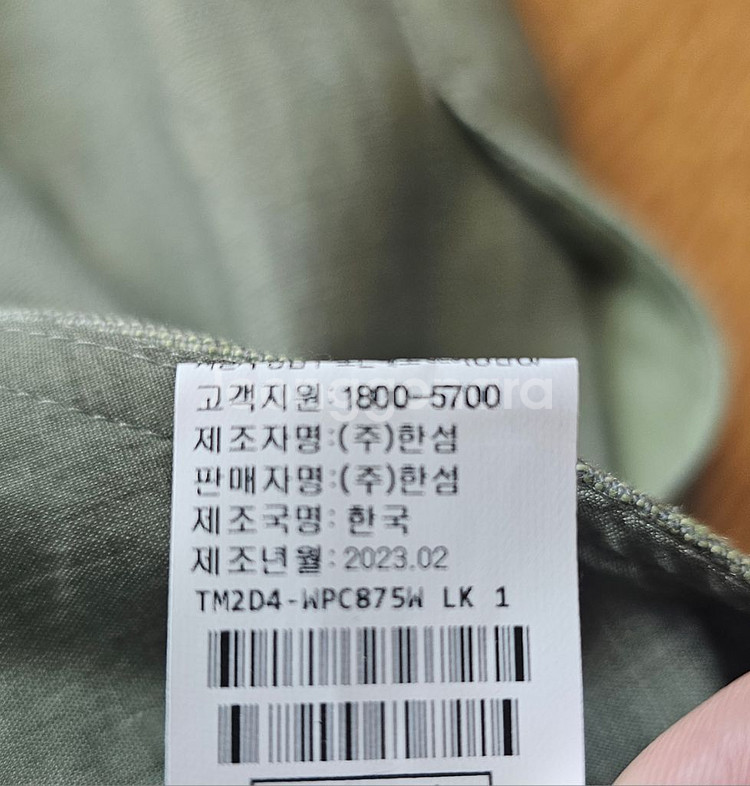 고객지원 1800-5700
제조자명:(주)한섬
판매자명:(주)한섬
제조국명: 한국
제조년월: 2023.02
TM2D4-WPC875W LK 1